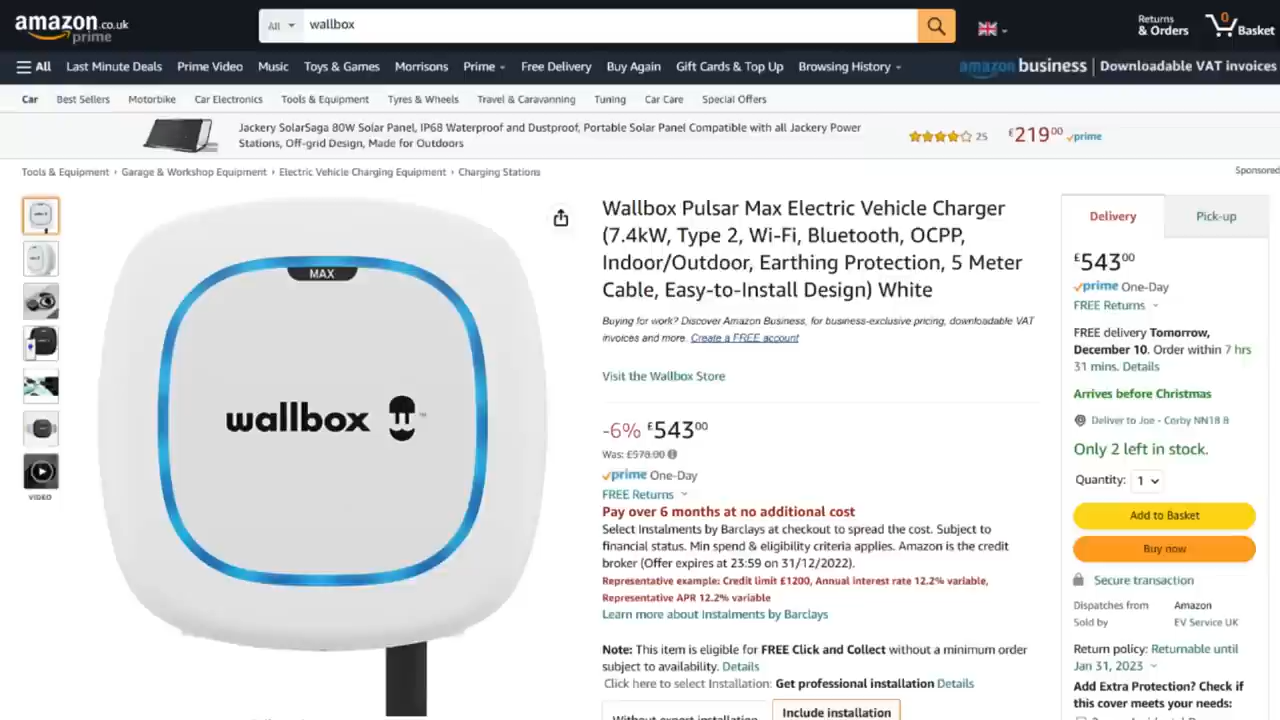 amazon.co.uk
prime
All
wallbox
Returns
& Orders
0
Basket
All
Last Minute Deals
Prime Video
Music
Toys & Games
Morrisons
Prime
Free Delivery
Buy Again
Gift Cards & Top Up
Browsing History
amazon business | Downloadable VAT invoices
Car
Best Sellers
Motorbike
Car Electronics
Tools & Equipment
Tyres & Wheels
Travel & Caravanning
Tuning
Car Care
Special Offers
Jackery SolarSaga 80W Solar Panel, IP68 Waterproof and Dustproof, Portable Solar Panel Compatible with all Jackery Power
Stations, Off-grid Design, Made for Outdoors
25
£219.00 prime
Tools & Equipment › Garage & Workshop Equipment › Electric Vehicle Charging Equipment › Charging Stations
Sponsored
VIDEO
MAX
wallbox ™
Wallbox Pulsar Max Electric Vehicle Charger
(7.4kW, Type 2, Wi-Fi, Bluetooth, OCPP,
Indoor/Outdoor, Earthing Protection, 5 Meter
Cable, Easy-to-Install Design) White
Buying for work? Discover Amazon Business, for business-exclusive pricing, downloadable VAT
invoices and more. Create a FREE account
Visit the Wallbox Store
-6% £543.00
Was: £578.00
prime One-Day
FREE Returns
Pay over 6 months at no additional cost
Select Instalments by Barclays at checkout to spread the cost. Subject to
financial status. Min spend & eligibility criteria applies. Amazon is the credit
broker (Offer expires at 23:59 on 31/12/2022).
Representative example: Credit limit £1200, Annual interest rate 12.2% variable,
Representative APR 12.2% variable
Learn more about Instalments by Barclays
Note: This item is eligible for FREE Click and Collect without a minimum order
subject to availability. Details
Click here to select Installation: Get professional installation Details
Without expert installation
Include installation
Delivery
Pick-up
£543.00
prime One-Day
FREE Returns
FREE delivery Tomorrow,
December 10. Order within 7 hrs
31 mins. Details
Arrives before Christmas
Deliver to Joe - Corby NN18 8
Only 2 left in stock.
Quantity: 1
Add to Basket
Buy now
Secure transaction
Dispatches from Amazon
Sold by EV Service UK
Return policy: Returnable until
Jan 31, 2023
Add Extra Protection? Check if
this cover meets your needs: